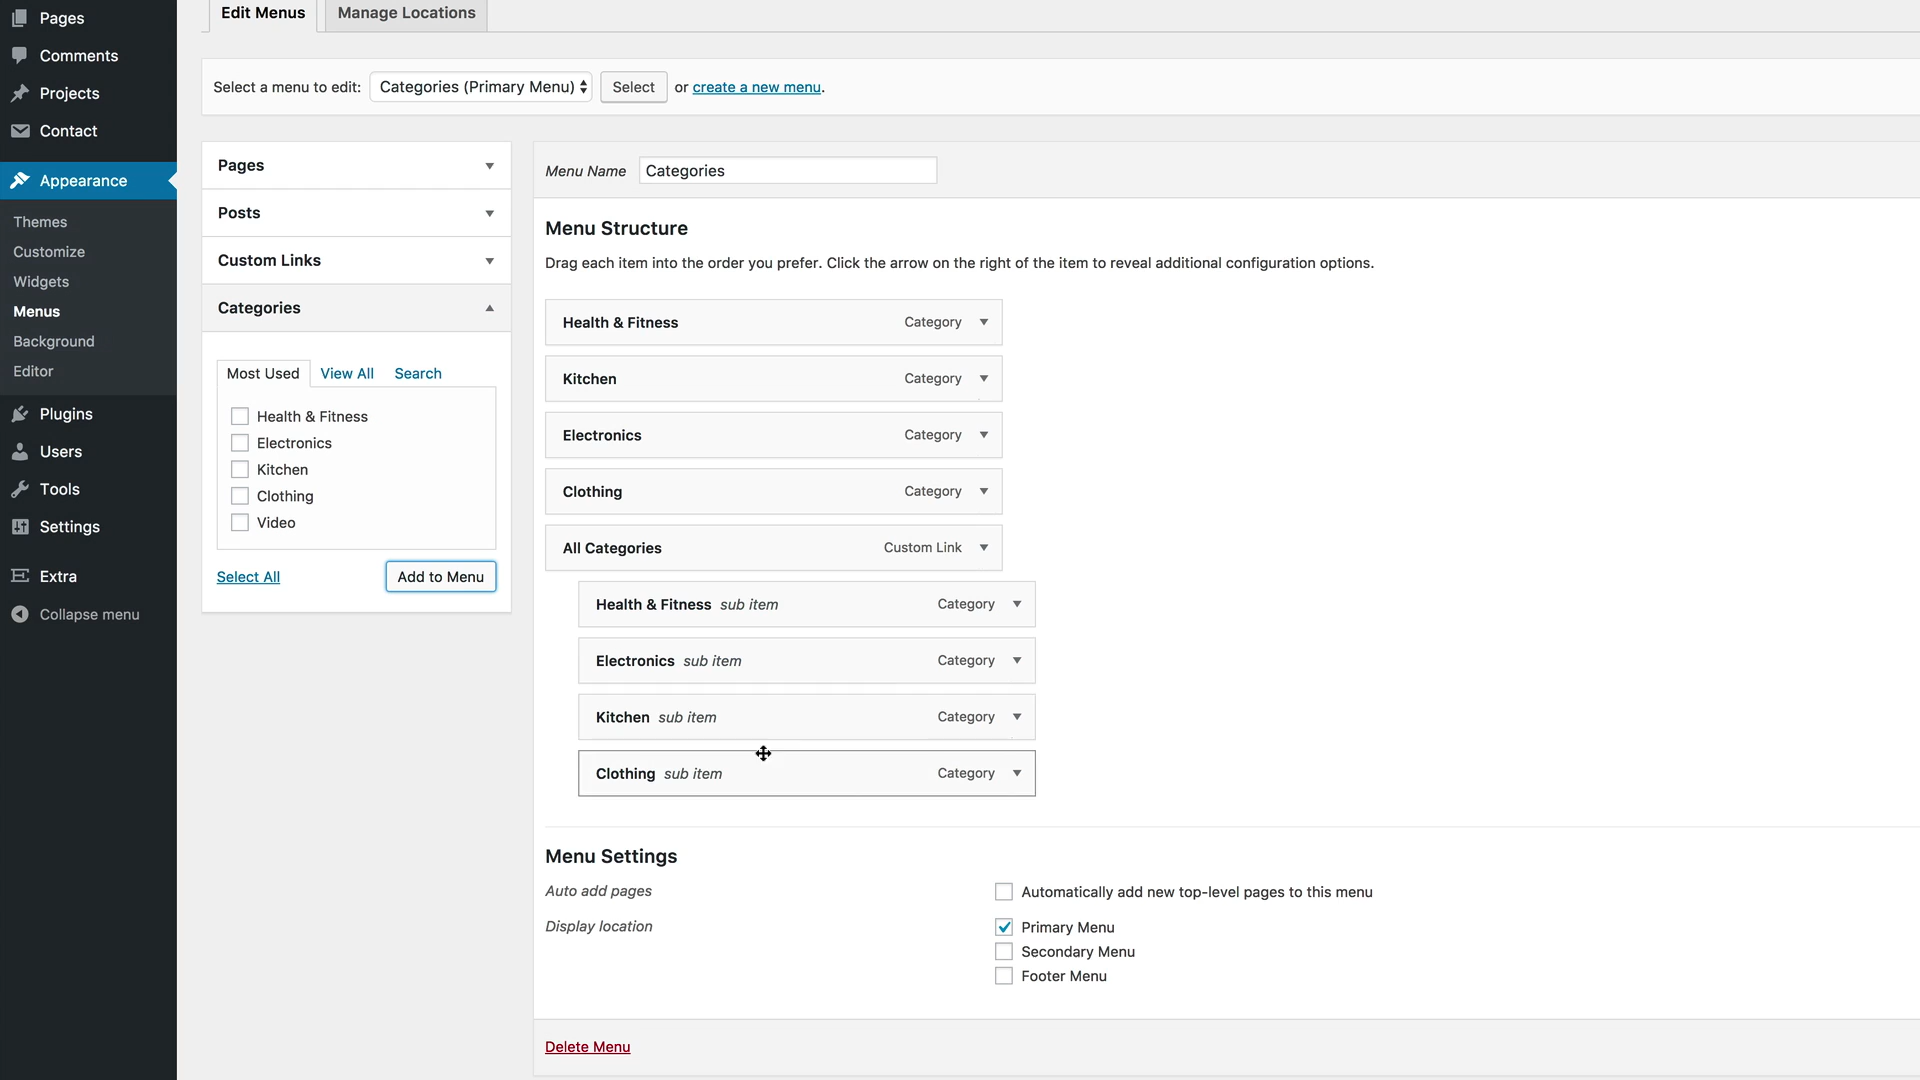 Pages
Comments
Projects
Contact
Appearance
Themes
Customize
Widgets
Menus
Background
Editor
Plugins
Users
Tools
Settings
Extra
Collapse menu
Edit Menus Manage Locations
Select a menu to edit: Categories (Primary Menu) Select or create a new menu.
Pages
Posts
Custom Links
Categories
Most Used View All Search
Health & Fitness
Electronics
Kitchen
Clothing
Video
Select All Add to Menu
Menu Name Categories
Menu Structure
Drag each item into the order you prefer. Click the arrow on the right of the item to reveal additional configuration options.
Health & Fitness Category
Kitchen Category
Electronics Category
Clothing Category
All Categories Custom Link
Health & Fitness sub item Category
Electronics sub item Category
Kitchen sub item Category
Clothing sub item Category
Menu Settings
Auto add pages Automatically add new top-level pages to this menu
Display location Primary Menu
Secondary Menu
Footer Menu
Delete Menu